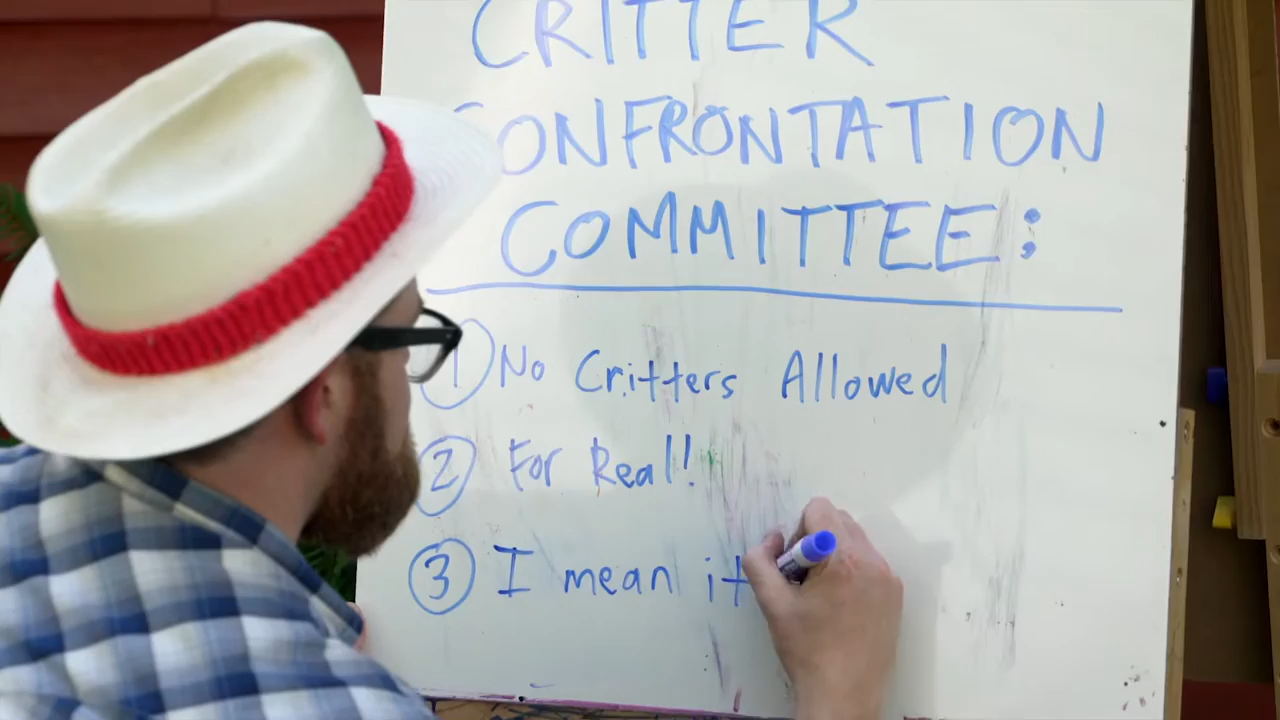 CRITTER
CONFRONTATION
COMMITTEE:
1 No Critters Allowed
2 For Real!
3 I mean it